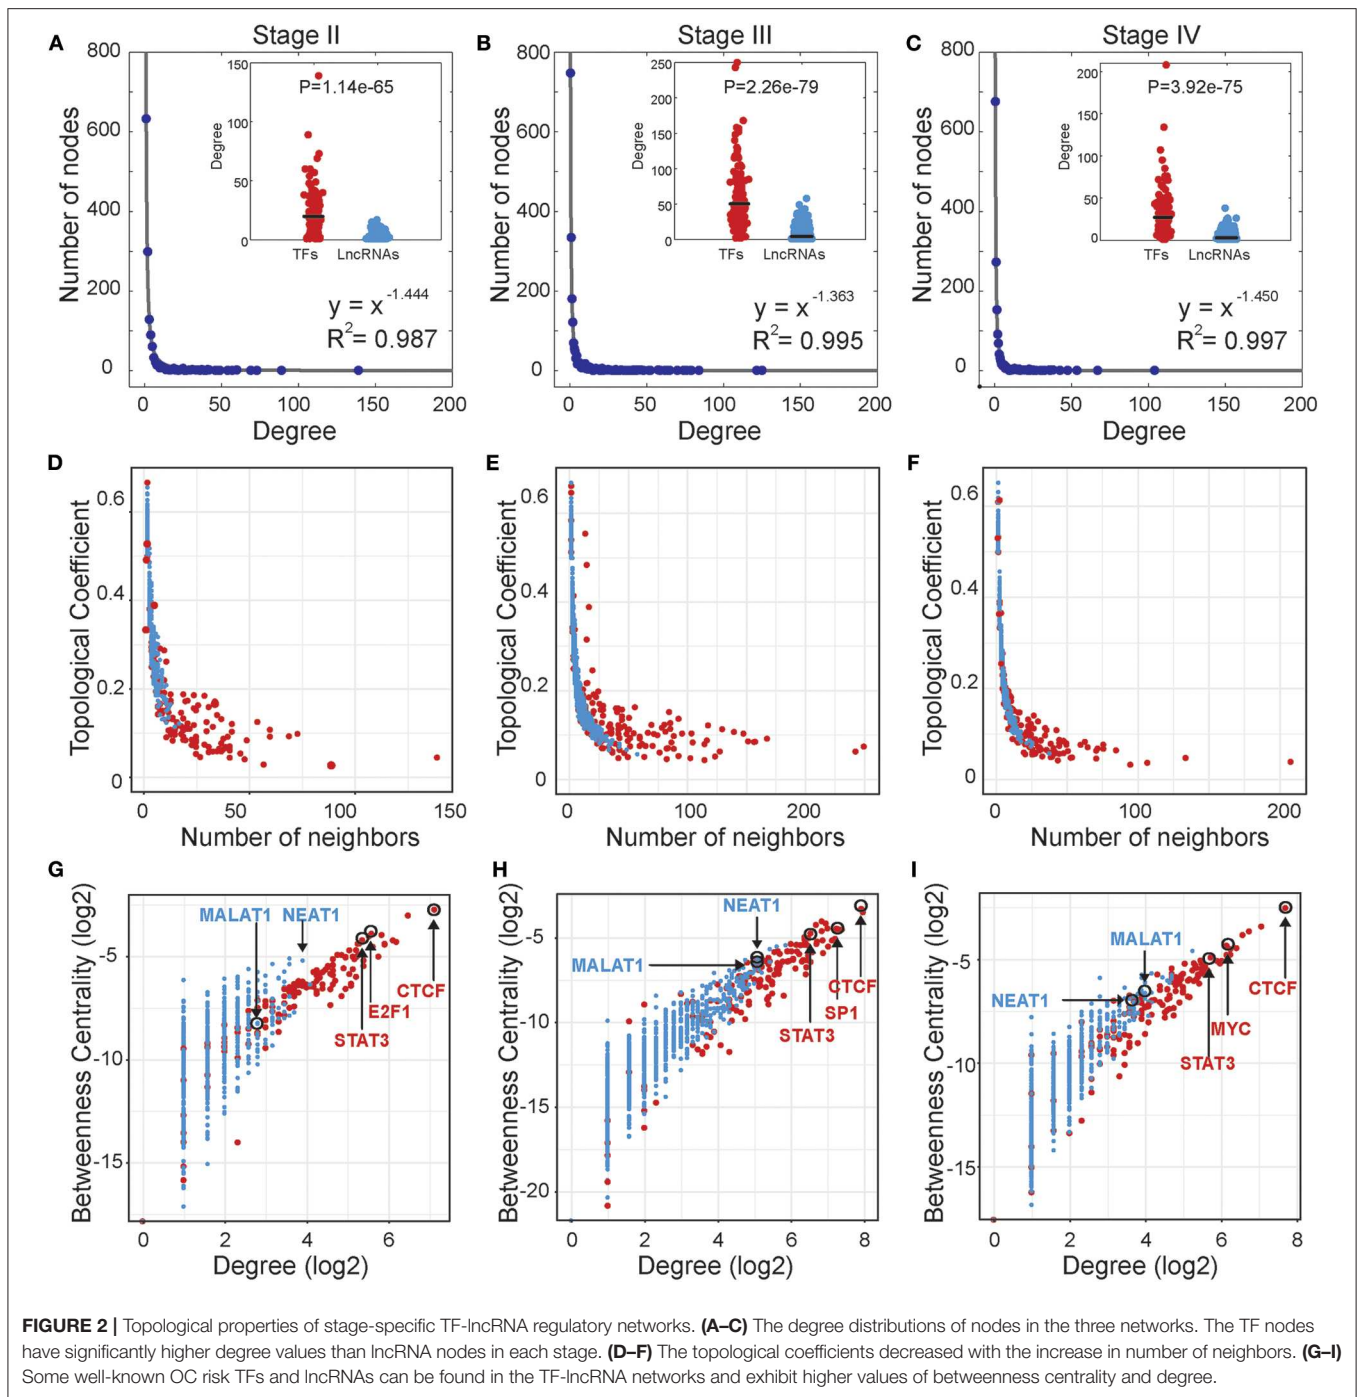 A
Stage II
800
600
400
200
0
Number of nodes
0 50 100 150 200
Degree
150
100
50
0
Degree
P=1.14e-65
TFs LncRNAs
y = x^-1.444
R^2= 0.987
B
Stage III
800
600
400
200
0
Number of nodes
0 50 100 150 200
Degree
250
200
150
100
50
0
Degree
P=2.26e-79
TFs LncRNAs
y = x^-1.363
R^2= 0.995
C
Stage IV
800
600
400
200
0
Number of nodes
0 50 100 150 200
Degree
200
150
100
50
0
Degree
P=3.92e-75
TFs LncRNAs
y = x^-1.450
R^2= 0.997
D
0.6
0.4
0.2
0
Topological Coefficient
0 50 100 150
Number of neighbors
E
0.6
0.4
0.2
0
Topological Coefficient
0 100 200
Number of neighbors
F
0.6
0.4
0.2
0
Topological Coefficient
0 50 100 150 200
Number of neighbors
G
-5
-10
-15
Betweenness Centrality (log2)
MALAT1 NEAT1
CTCF
E2F1
STAT3
0 2 4 6
Degree (log2)
H
-5
-10
-15
-20
Betweenness Centrality (log2)
NEAT1
MALAT1
CTCF
SP1
STAT3
0 2 4 6 8
Degree (log2)
I
-5
-10
-15
Betweenness Centrality (log2)
MALAT1
NEAT1
CTCF
MYC
STAT3
0 2 4 6 8
Degree (log2)
FIGURE 2 | Topological properties of stage-specific TF-lncRNA regulatory networks. (A–C) The degree distributions of nodes in the three networks. The TF nodes
have significantly higher degree values than lncRNA nodes in each stage. (D–F) The topological coefficients decreased with the increase in number of neighbors. (G–I)
Some well-known OC risk TFs and lncRNAs can be found in the TF-lncRNA networks and exhibit higher values of betweenness centrality and degree.